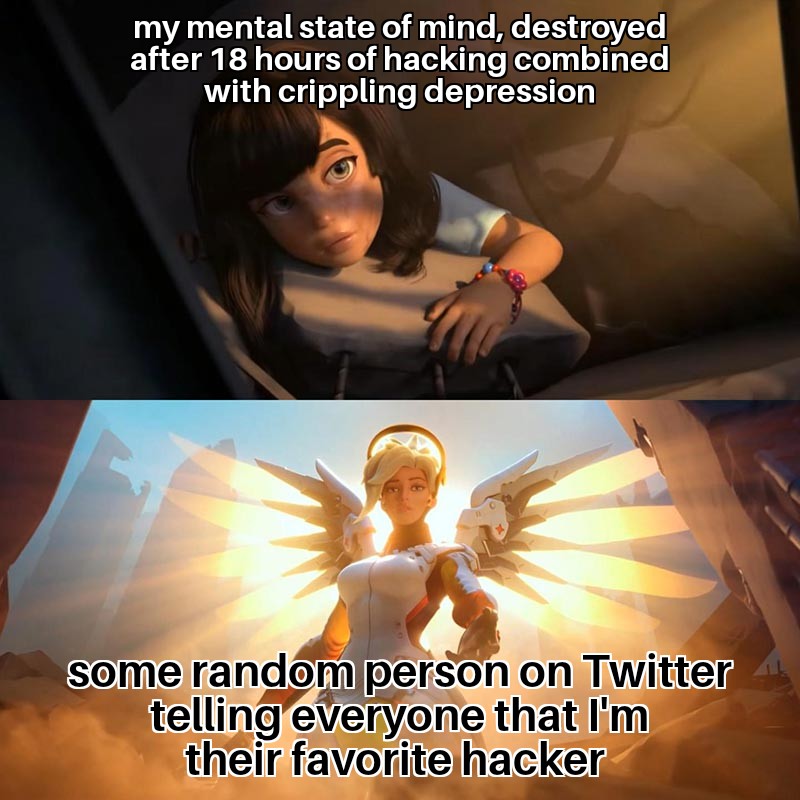 my mental state of mind, destroyed
after 18 hours of hacking combined
with crippling depression
some random person on Twitter
telling everyone that I'm
their favorite hacker